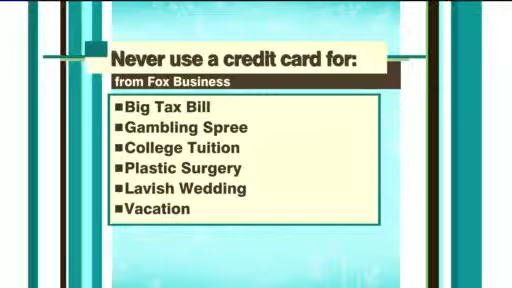 Never use a credit card for:
from Fox Business
■Big Tax Bill
■Gambling Spree
■College Tuition
■Plastic Surgery
■Lavish Wedding
■Vacation